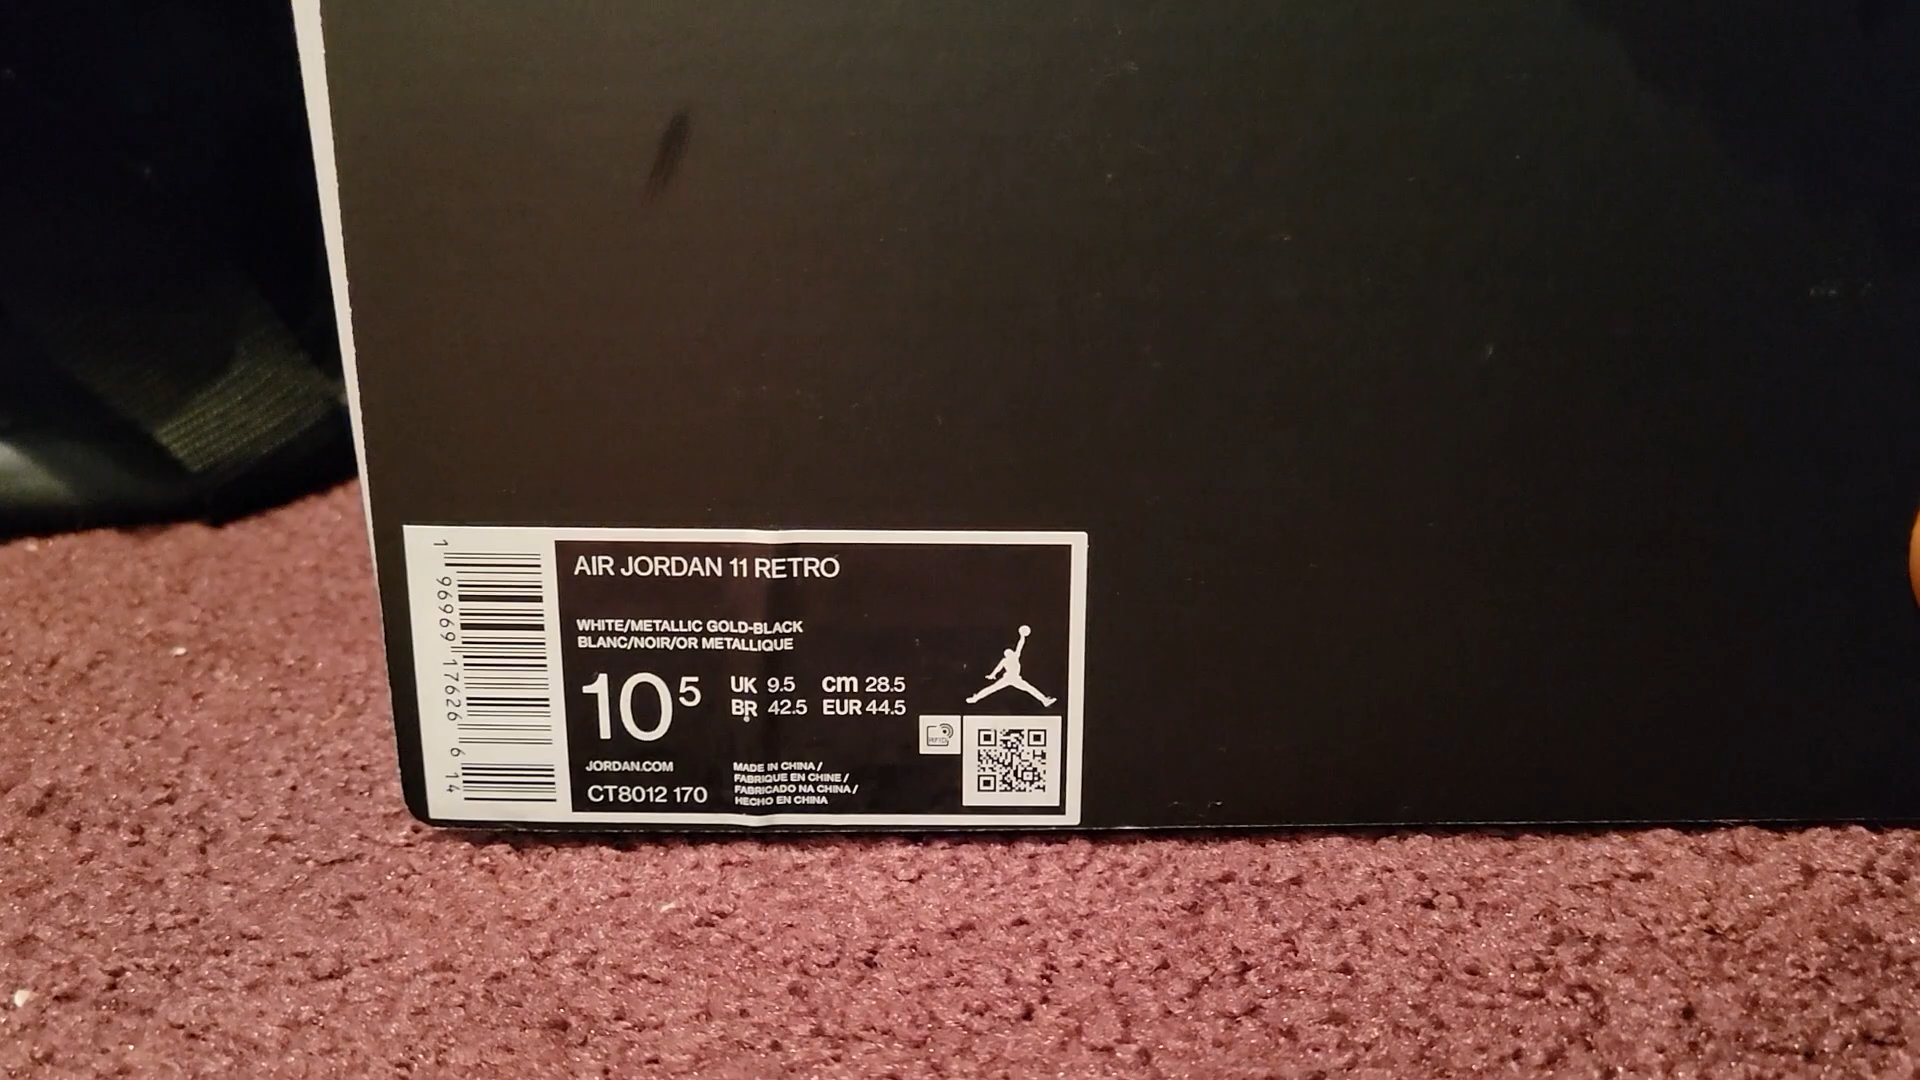 AIR JORDAN 11 RETRO
WHITE/METALLIC GOLD-BLACK
BLANC/NOIR/OR METALLIQUE
10 5
UK 9.5 cm 28.5
BR 42.5 EUR 44.5
JORDAN.COM
CT8012 170
MADE IN CHINA /
FABRIQUE EN CHINE /
FABRICADO NA CHINA /
HECHO EN CHINA
RFID
1 96969 17626 6 14